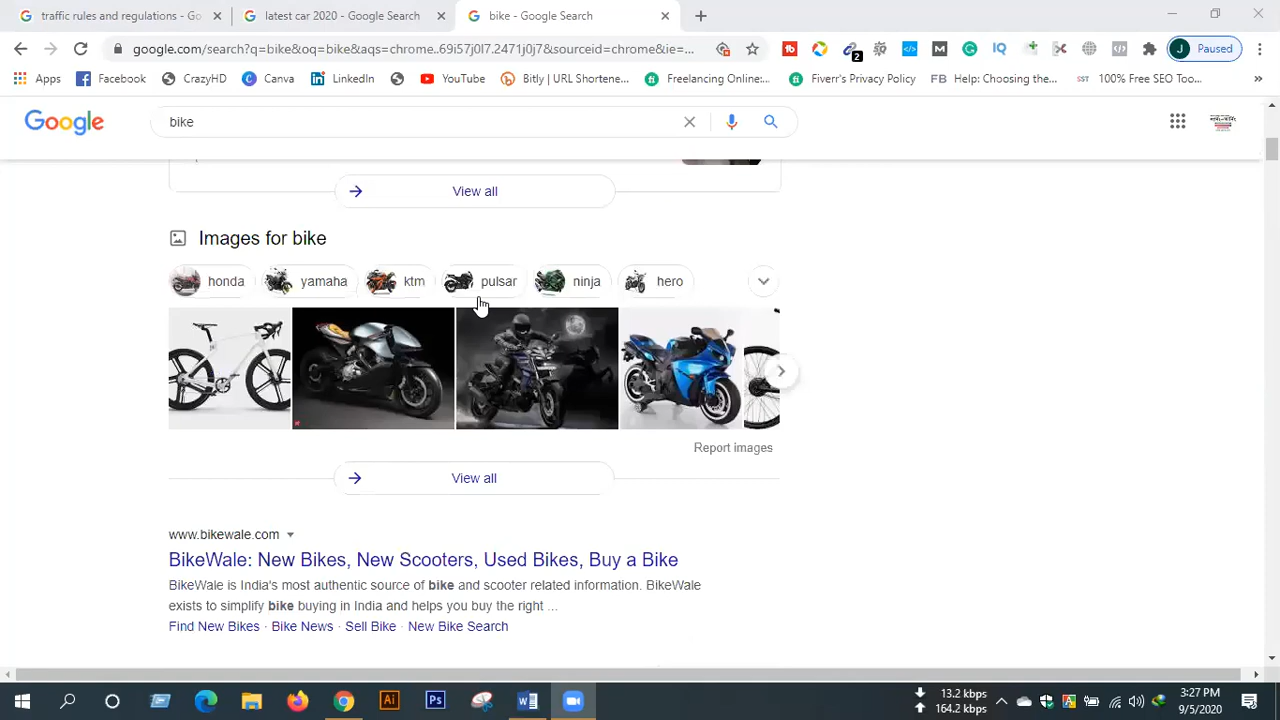 traffic rules and regulations - Go
latest car 2020 - Google Search
bike - Google Search
google.com/search?q=bike&oq=bike&aqs=chrome..69i57j0l7.2471j0j7&sourceid=chrome&ie=...
2
M
IQ
J Paused
Apps
Facebook
CrazyHD
Canva
LinkedIn
YouTube
Bitly | URL Shortene...
Freelancing Online:...
Fiverr's Privacy Policy
FB Help: Choosing the...
SST 100% Free SEO Too...
»
Google
bike
View all
Images for bike
honda
yamaha
ktm
pulsar
ninja
hero
Report images
View all
www.bikewale.com
BikeWale: New Bikes, New Scooters, Used Bikes, Buy a Bike
BikeWale is India's most authentic source of bike and scooter related information. BikeWale
exists to simplify bike buying in India and helps you buy the right ...
Find New Bikes · Bike News · Sell Bike · New Bike Search
Ai
Ps
13.2 kbps
164.2 kbps
3:27 PM
9/5/2020